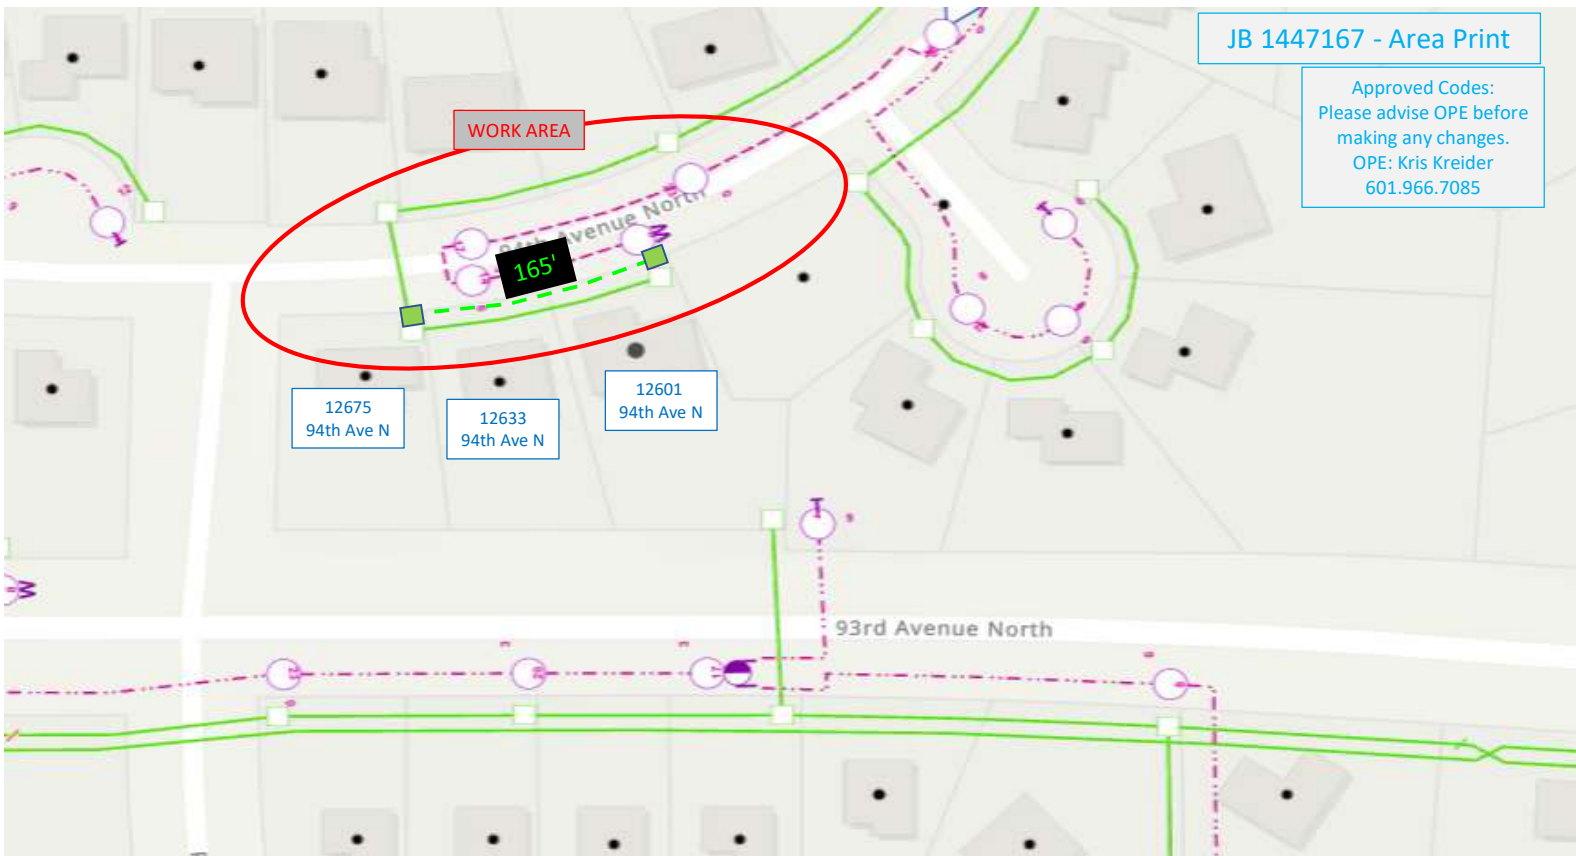 JB 1447167 - Area Print
Approved Codes:
Please advise OPE before
making any changes.
OPE: Kris Kreider
601.966.7085
WORK AREA
Avenue North
165'
12675
94th Ave N
12633
94th Ave N
12601
94th Ave N
93rd Avenue North